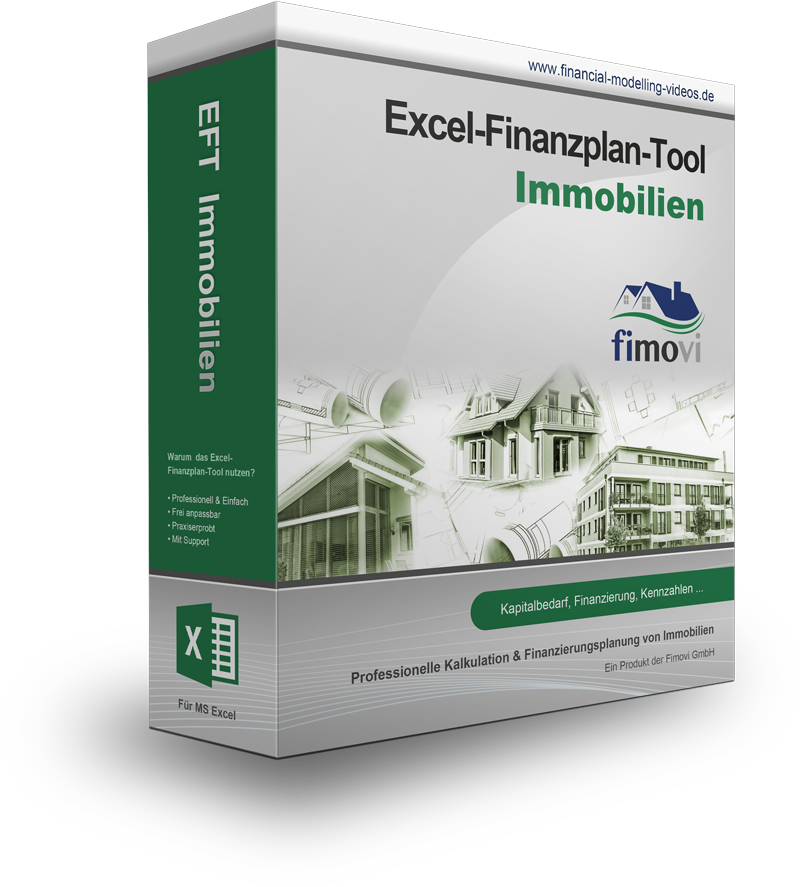 www.financial-modelling-videos.de
Excel-Finanzplan-Tool
Immobilien
fimovi
Kapitalbedarf, Finanzierung, Kennzahlen ...
Professionelle Kalkulation & Finanzierungsplanung von Immobilien
Ein Produkt der Fimovi GmbH
EFT Immobilien
Warum das Excel-
Finanzplan-Tool nutzen?
• Professionell & Einfach
• Frei anpassbar
• Praxiserprobt
• Mit Support
X
Für MS Excel